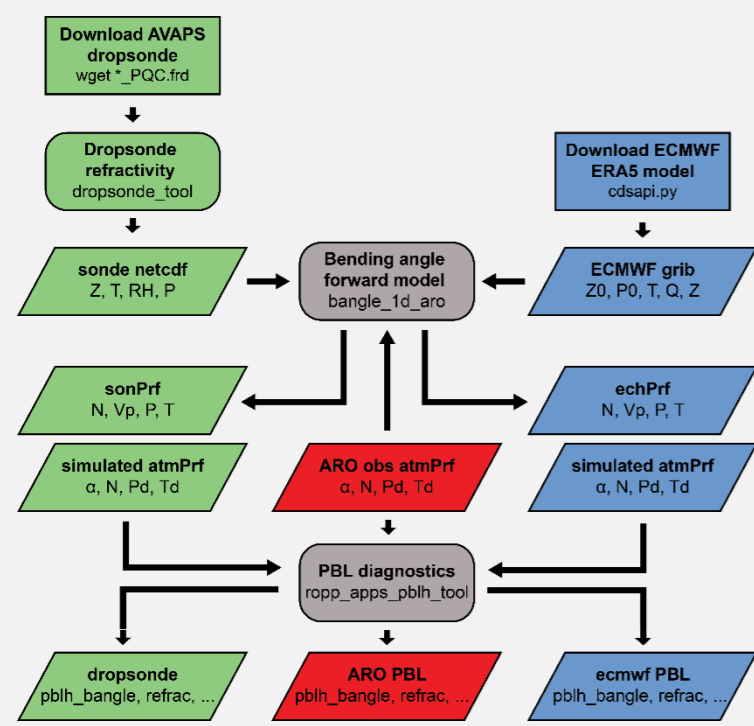 Download AVAPS
dropsonde
wget *_PQC.frd
Dropsonde
refractivity
dropsonde_tool
Download ECMWF
ERA5 model
cdsapi.py
sonde netcdf
Z, T, RH, P
Bending angle
forward model
bangle_1d_aro
ECMWF grib
Z0, P0, T, Q, Z
sonPrf
N, Vp, P, T
echPrf
N, Vp, P, T
simulated atmPrf
α, N, Pd, Td
ARO obs atmPrf
α, N, Pd, Td
simulated atmPrf
α, N, Pd, Td
PBL diagnostics
ropp_apps_pblh_tool
dropsonde
pblh_bangle, refrac, ...
ARO PBL
pblh_bangle, refrac, ...
ecmwf PBL
pblh_bangle, refrac, ...